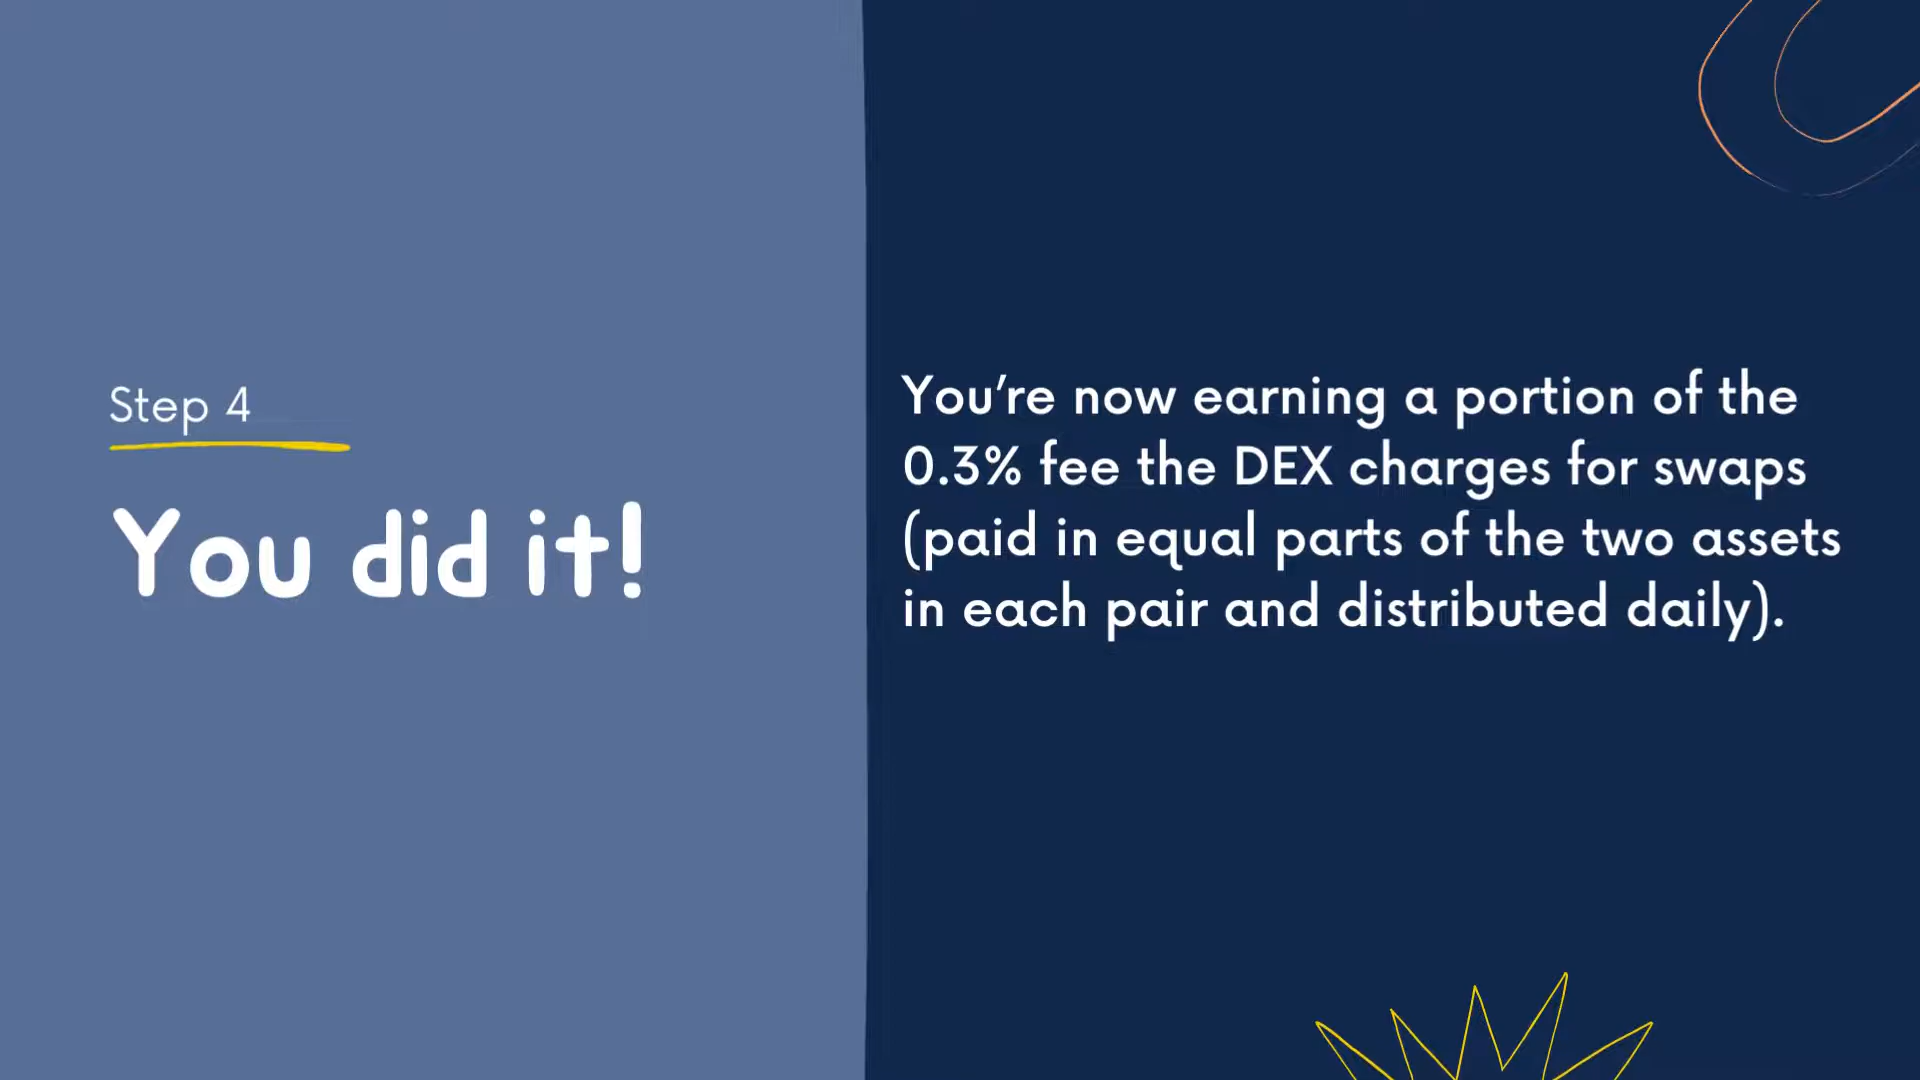 Step 4
You did it!
You’re now earning a portion of the
0.3% fee the DEX charges for swaps
(paid in equal parts of the two assets
in each pair and distributed daily).